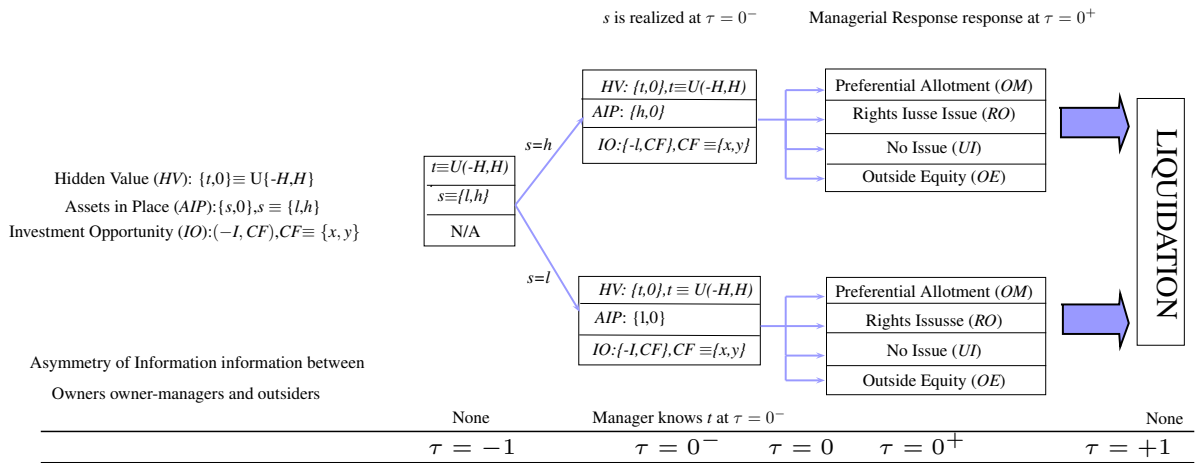 s is realized at τ = 0⁻
Managerial Response response at τ = 0⁺
HV: {t,0},t≡U(-H,H)
AIP: {h,0}
IO:{-l,CF},CF ≡{x,y}
Preferential Allotment (OM)
Rights Iusse Issue (RO)
No Issue (UI)
Outside Equity (OE)
LIQUIDATION
s=h
t≡U(-H,H)
s≡{l,h}
N/A
Hidden Value (HV): {t,0}≡ U{-H,H}
Assets in Place (AIP):{s,0},s ≡ {l,h}
Investment Opportunity (IO):(−I, CF),CF≡ {x, y}
s=l
HV: {t,0},t ≡ U(-H,H)
AIP: {l,0}
IO:{-I,CF},CF ≡{x,y}
Preferential Allotment (OM)
Rights Issusse (RO)
No Issue (UI)
Outside Equity (OE)
Asymmetry of Information information between
Owners owner-managers and outsiders
None
Manager knows t at τ = 0⁻
None
τ = −1
τ = 0⁻
τ = 0
τ = 0⁺
τ = +1